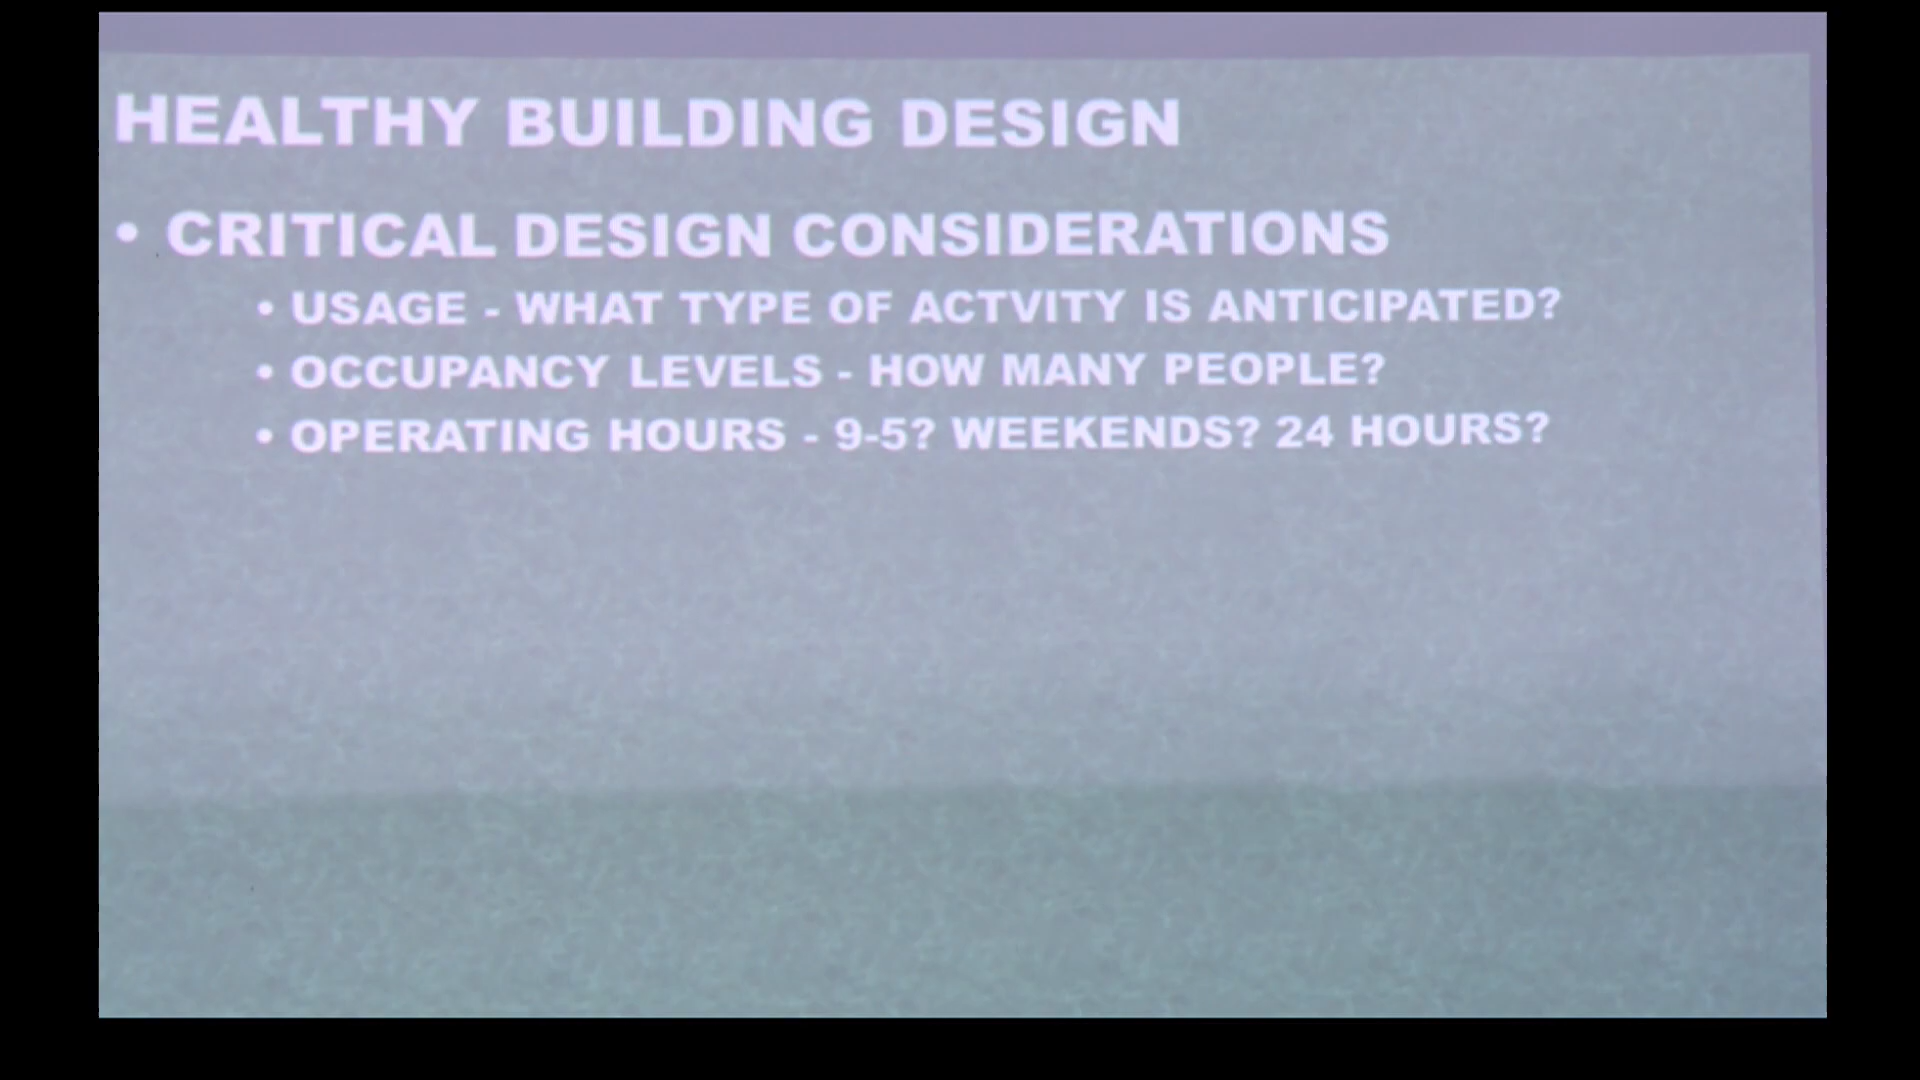 HEALTHY BUILDING DESIGN
• CRITICAL DESIGN CONSIDERATIONS
• USAGE - WHAT TYPE OF ACTVITY IS ANTICIPATED?
• OCCUPANCY LEVELS - HOW MANY PEOPLE?
• OPERATING HOURS - 9-5? WEEKENDS? 24 HOURS?